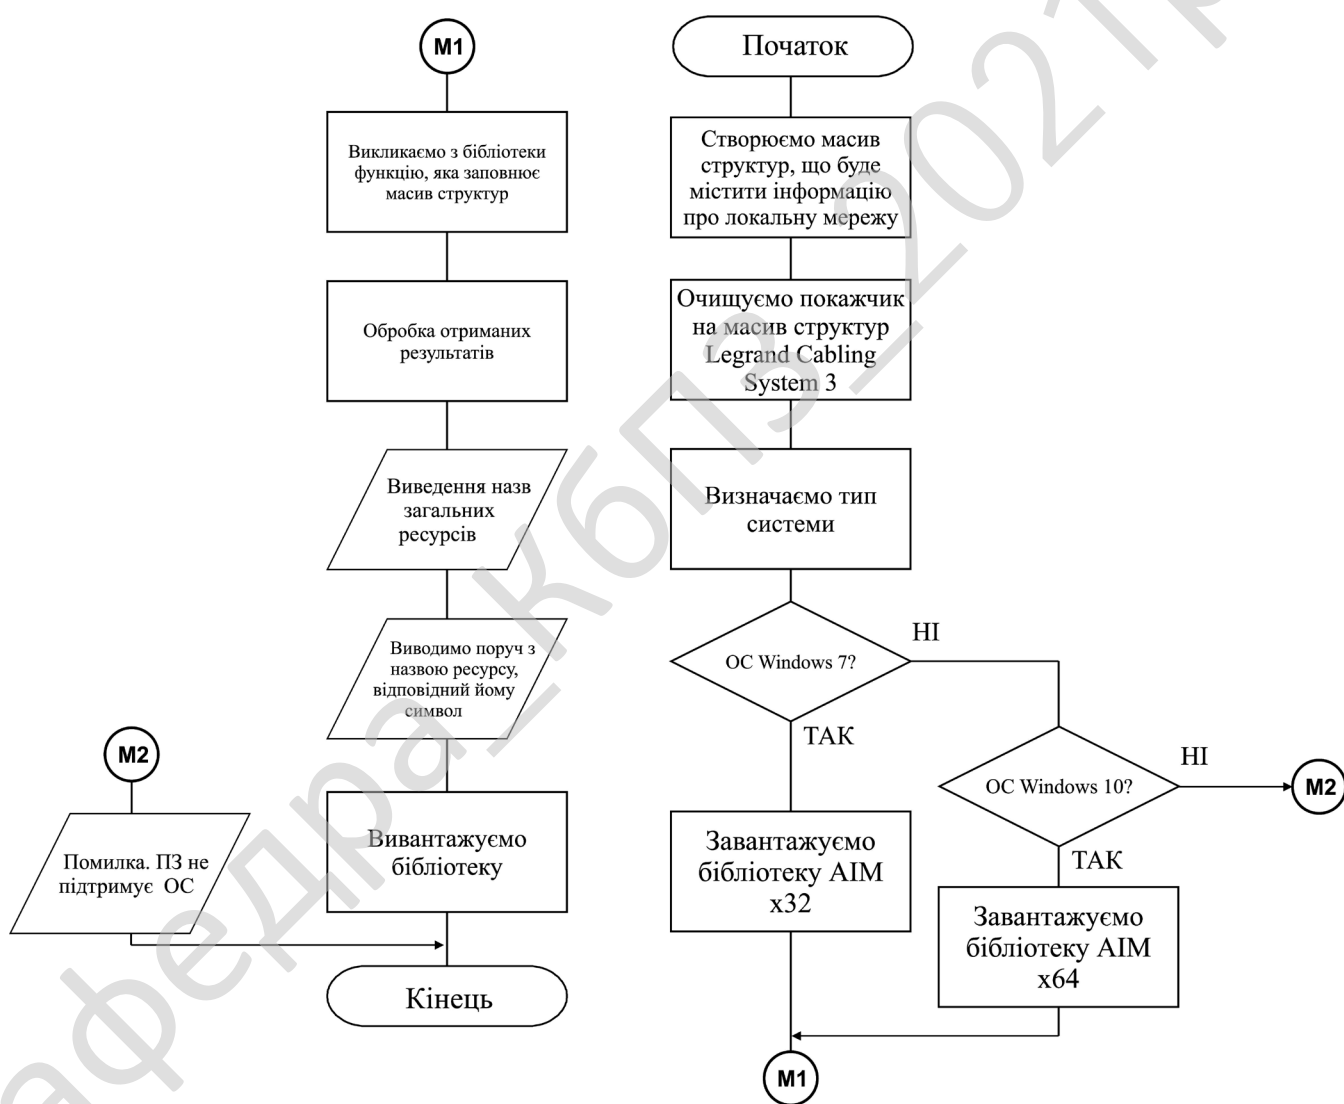 M1
Викликаємо з бібліотеки
функцію, яка заповнює
масив структур
Обробка отриманих
результатів
Виведення назв
загальних
ресурсів
Виводимо поруч з
назвою ресурсу,
відповідний йому
символ
Вивантажуємо
бібліотеку
Кінець
M2
Помилка. ПЗ не
підтримує ОС
Початок
Створюємо масив
структур, що буде
містити інформацію
про локальну мережу
Очищуємо покажчик
на масив структур
Legrand Cabling
System 3
Визначаємо тип
системи
ОС Windows 7?
НІ
ТАК
ОС Windows 10?
НІ
M2
ТАК
Завантажуємо
бібліотеку AIM
x32
Завантажуємо
бібліотеку AIM
x64
M1
афедра_КбПЗ_2021р